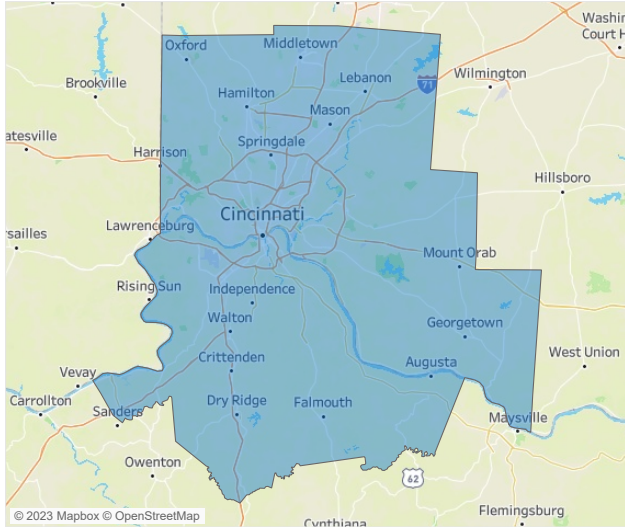 Washin
Court H
Oxford
Middletown
Lebanon
Wilmington
Brookville
71
Hamilton
Mason
atesville
Springdale
Harrison
Hillsboro
Cincinnati
Lawrenceburg
rsailles
Mount Orab
Rising Sun
Independence
Walton
Georgetown
West Union
Crittenden
Augusta
Vevay
Carrollton
Dry Ridge
Falmouth
Sanders
Maysville
Owenton
62
Flemingsburg
© 2023 Mapbox © OpenStreetMap
Cynthiana